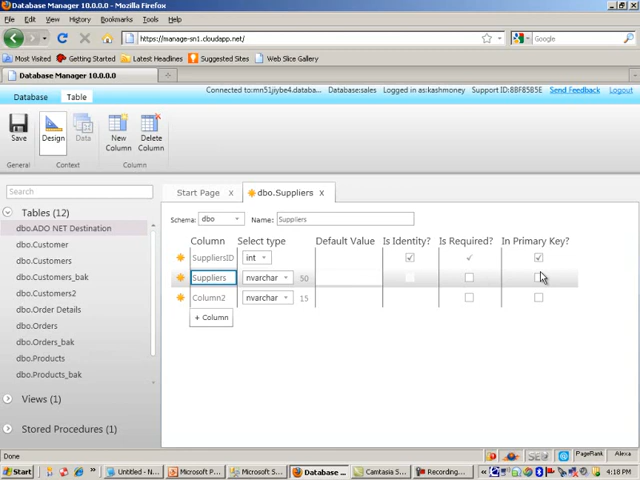 Database Manager 10.0.0.0 - Mozilla Firefox
File Edit View History Bookmarks Tools Help
https://manage-sn1.cloudapp.net/
Google
Most Visited Getting Started Latest Headlines Suggested Sites Web Slice Gallery
Database Manager 10.0.0.0
Database Table Connected to:mn51jiybe4.databa... Database:sales Logged in as:kashmoney Support ID:8BF85B5E Send Feedback Logout
Save Design Data New Column Delete Column
General Context Column
Search
Start Page x dbo.Suppliers x
Tables (12)
Schema: dbo Name: Suppliers
dbo.ADO NET Destination
dbo.Customer
dbo.Customers
dbo.Customers_bak
dbo.Customers2
dbo.Order Details
dbo.Orders
dbo.Orders_bak
dbo.Products
dbo.Products_bak
Column Select type Default Value Is Identity? Is Required? In Primary Key?
SuppliersID int
Suppliers nvarchar 50
Column2 nvarchar 15
+ Column
Views (1)
Stored Procedures (1)
Done PageRank Alexa
Start Untitled - N... Microsoft P... Microsoft S... Database ... Camtasia S... Recording... 4:18 PM